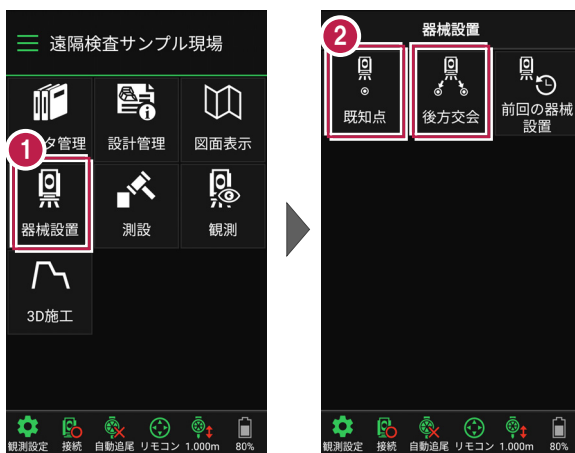 遠隔検査サンプル現場
タ管理
設計管理
図面表示
1
器械設置
測設
観測
3D施工
観測設定
接続
自動追尾
リモコン
1.000m
80%
2
器械設置
既知点
後方交会
前回の器械
設置
観測設定
接続
自動追尾
リモコン
1.000m
80%